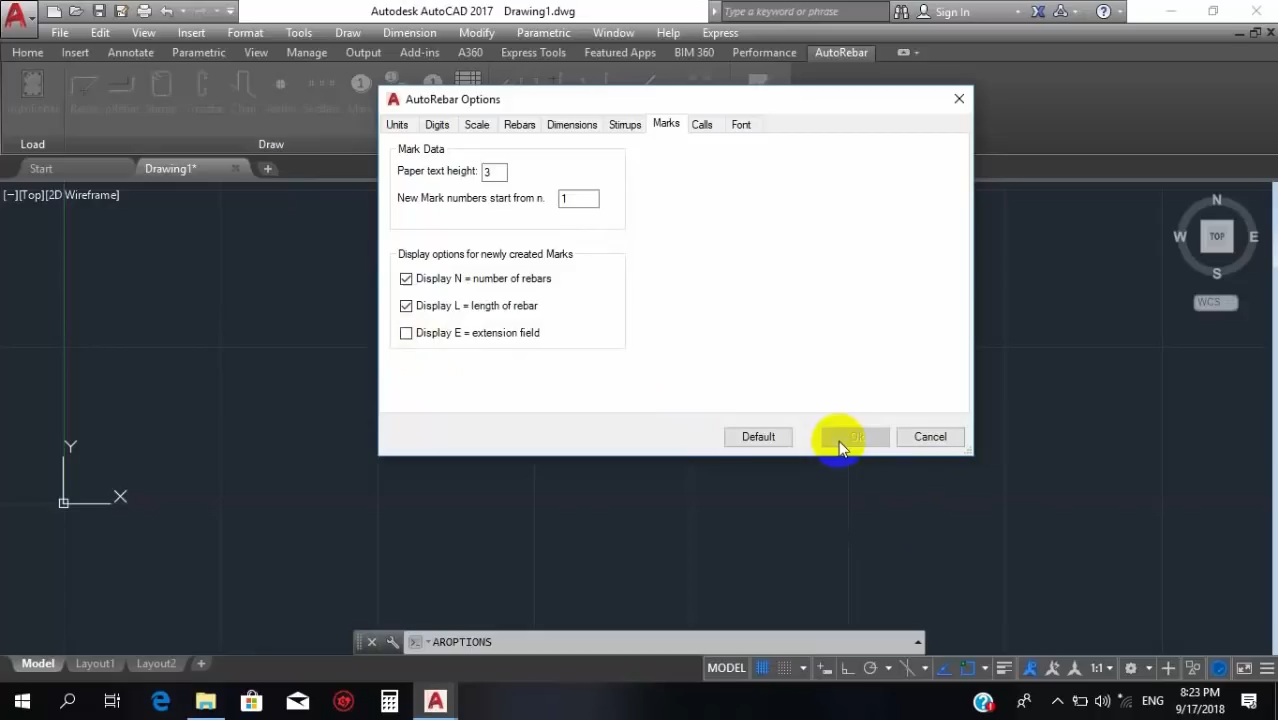 Autodesk AutoCAD 2017 Drawing1.dwg
Type a keyword or phrase
Sign In
File Edit View Insert Format Tools Draw Dimension Modify Parametric Window Help Express
Home Insert Annotate Parametric View Manage Output Add-ins A360 Express Tools Featured Apps BIM 360 Performance AutoRebar
Load
Draw
Start
Drawing1*
[−][Top][2D Wireframe]
AutoRebar Options
Units Digits Scale Rebars Dimensions Stirrups Marks Calls Font
Mark Data
Paper text height: 3
New Mark numbers start from n. 1
Display options for newly created Marks
Display N = number of rebars
Display L = length of rebar
Display E = extension field
Default
Ok
Cancel
N
W
TOP
E
S
WCS
Y
X
AROPTIONS
Model Layout1 Layout2
MODEL
1:1
ENG
8:23 PM
9/17/2018